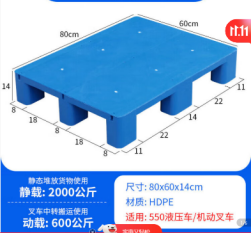 80cm
60cm
11.11
14
8
18
8
18
8
11
22
14
22
11
静态堆放货物使用
静载: 2000公斤
叉车中转搬运使用
动载: 600公斤
尺寸: 80x60x14cm
材质: HDPE
适用: 550液压车/机动叉车